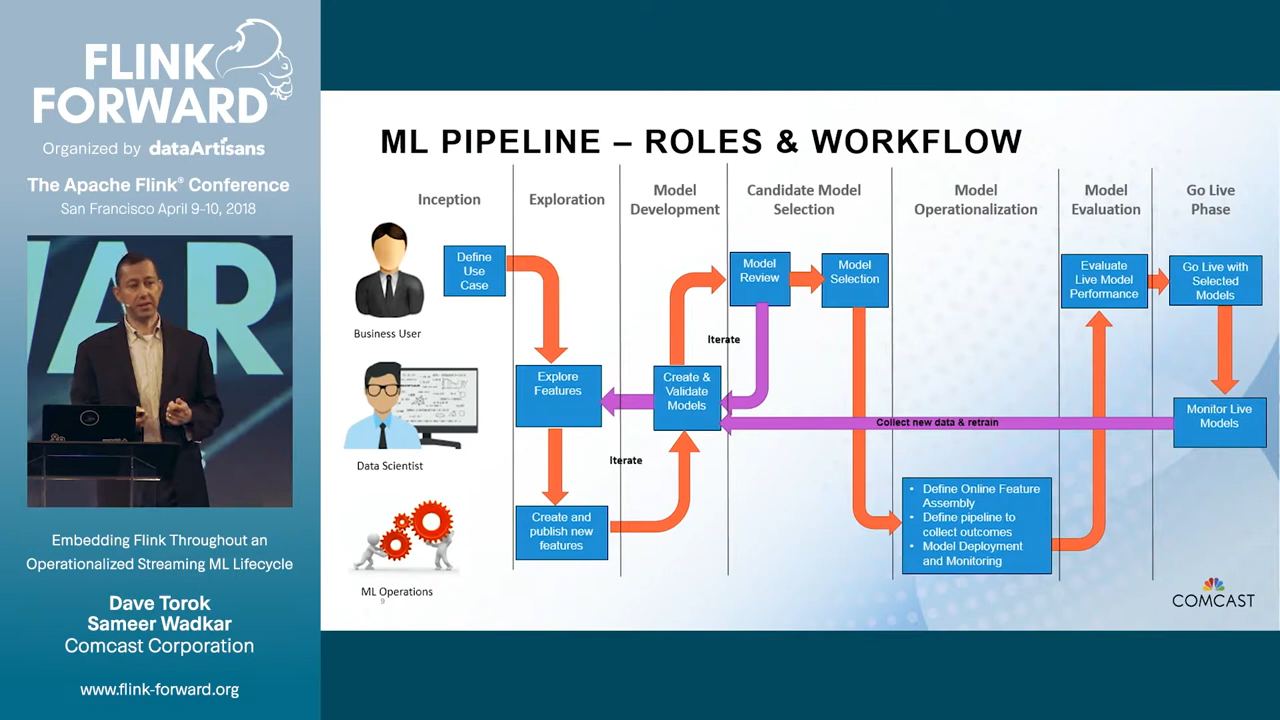 FLINK
FORWARD
Organized by dataArtisans
The Apache Flink® Conference
San Francisco April 9-10, 2018
WAR
Embedding Flink Throughout an
Operationalized Streaming ML Lifecycle
Dave Torok
Sameer Wadkar
Comcast Corporation
www.flink-forward.org
ML PIPELINE – ROLES & WORKFLOW
Inception
Exploration
Model
Development
Candidate Model
Selection
Model
Operationalization
Model
Evaluation
Go Live
Phase
Business User
Define
Use
Case
Model
Review
Model
Selection
Evaluate
Live Model
Performance
Go Live with
Selected
Models
Iterate
Data Scientist
Explore
Features
Create &
Validate
Models
Monitor Live
Models
Collect new data & retrain
Iterate
ML Operations
Create and
publish new
features
• Define Online Feature
Assembly
• Define pipeline to
collect outcomes
• Model Deployment
and Monitoring
9
COMCAST